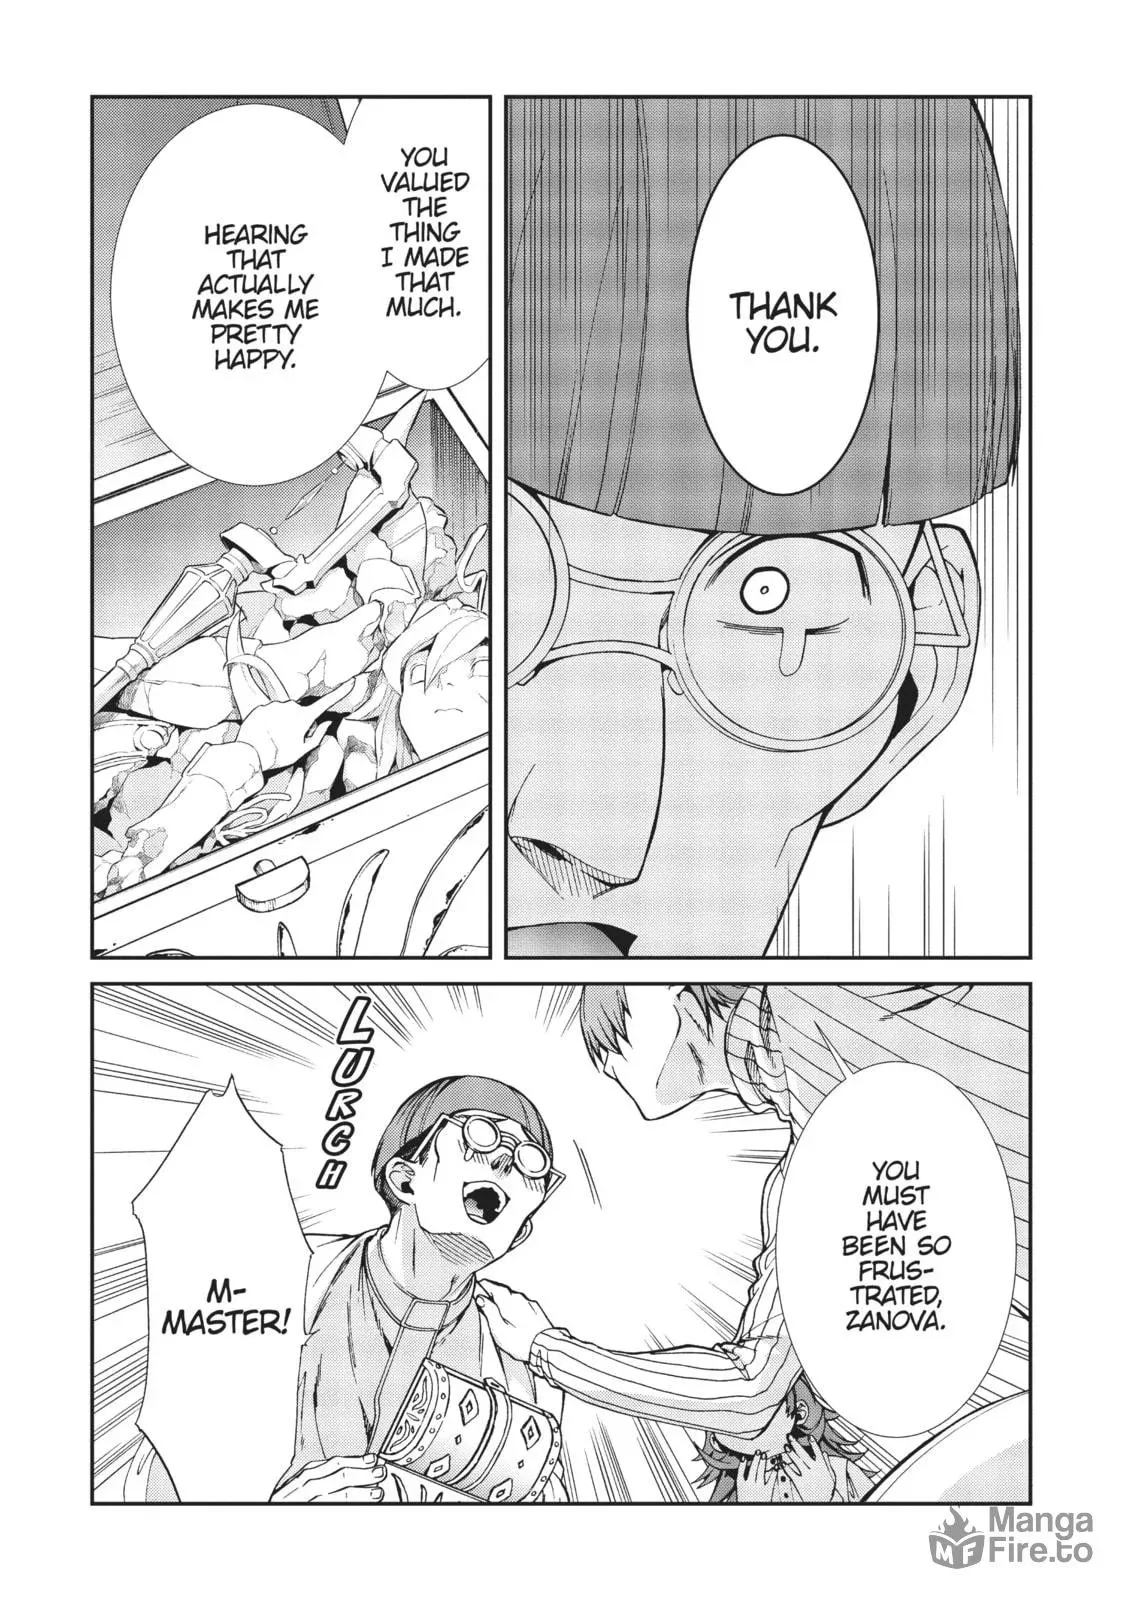 THANK
YOU.
YOU
VALUED
THE
THING
I MADE
THAT
MUCH.
HEARING
THAT
ACTUALLY
MAKES ME
PRETTY
HAPPY.
YOU
MUST
HAVE
BEEN SO
FRUS-
TRATED,
ZANOVA.
LURCH
M-
MASTER!
MF
Manga
Fire.to